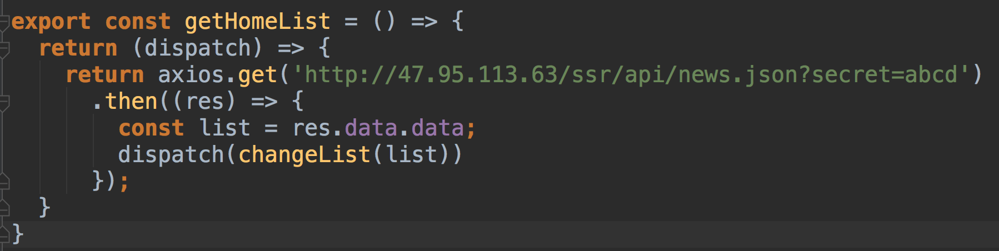 export const getHomeList = () => {
  return (dispatch) => {
    return axios.get('http://47.95.113.63/ssr/api/news.json?secret=abcd')
      .then((res) => {
        const list = res.data.data;
        dispatch(changeList(list))
      });
  }
}